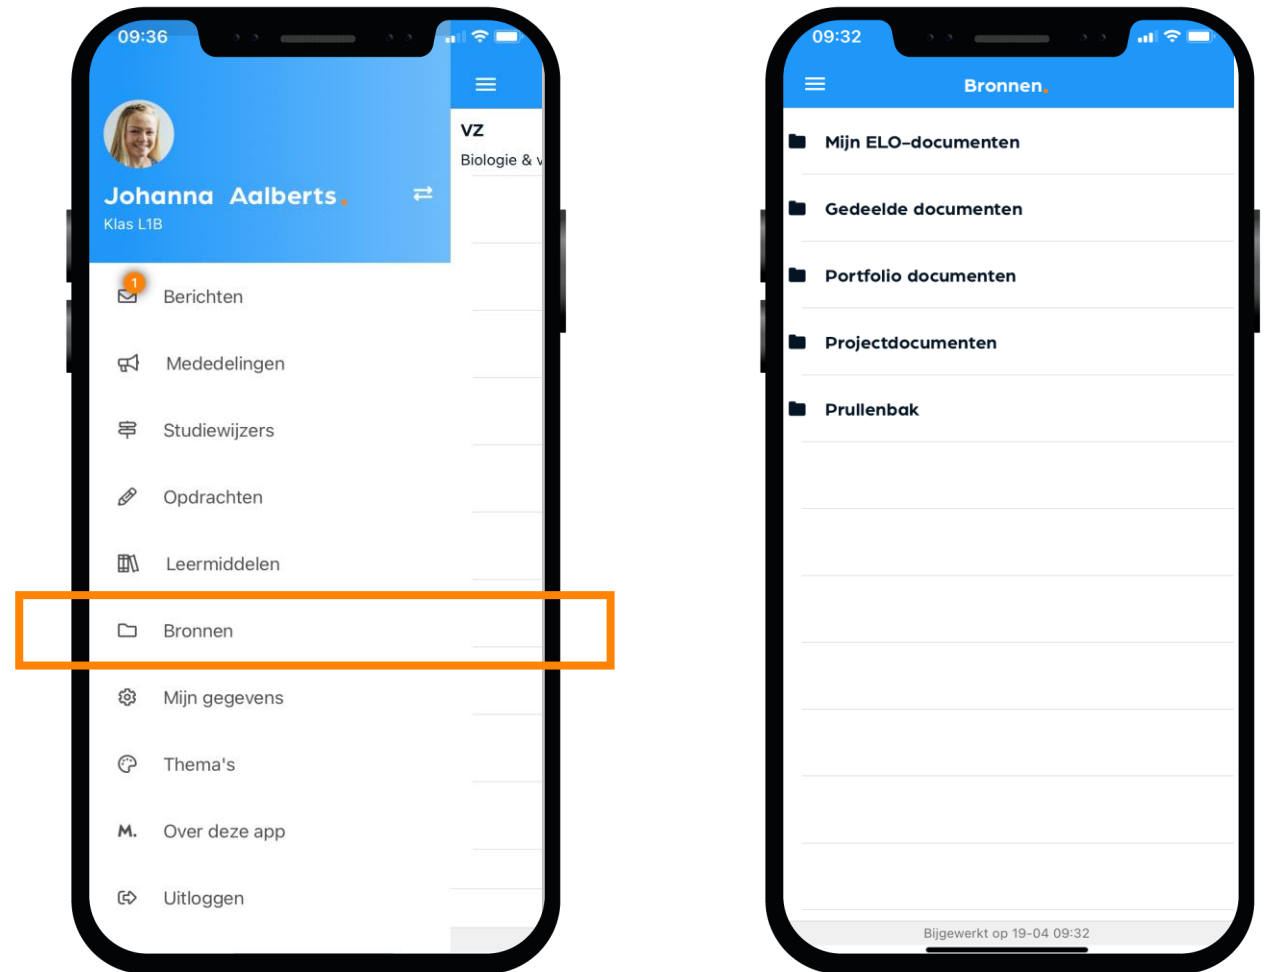 09:36
VZ
Biologie & v
Johanna Aalberts.
Klas L1B
1
Berichten
Mededelingen
Studiewijzers
Opdrachten
Leermiddelen
Bronnen
Mijn gegevens
Thema's
M. Over deze app
Uitloggen
09:32
Bronnen.
Mijn ELO-documenten
Gedeelde documenten
Portfolio documenten
Projectdocumenten
Prullenbak
Bijgewerkt op 19-04 09:32